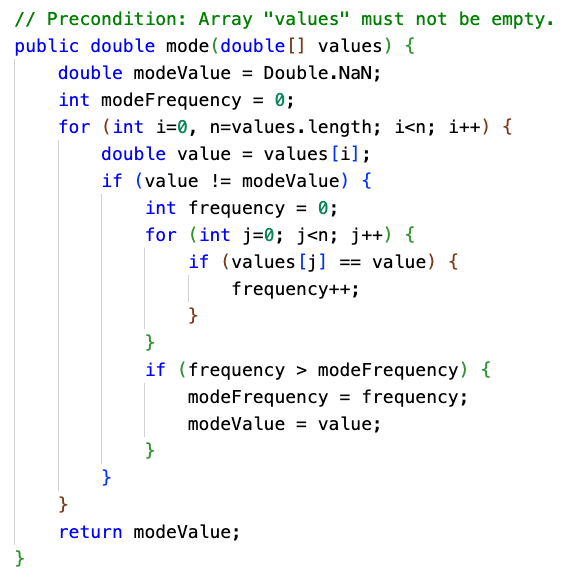 // Precondition: Array "values" must not be empty.
public double mode(double[] values) {
    double modeValue = Double.NaN;
    int modeFrequency = 0;
    for (int i=0, n=values.length; i<n; i++) {
        double value = values[i];
        if (value != modeValue) {
            int frequency = 0;
            for (int j=0; j<n; j++) {
                if (values[j] == value) {
                    frequency++;
                }
            }
            if (frequency > modeFrequency) {
                modeFrequency = frequency;
                modeValue = value;
            }
        }
    }
    return modeValue;
}